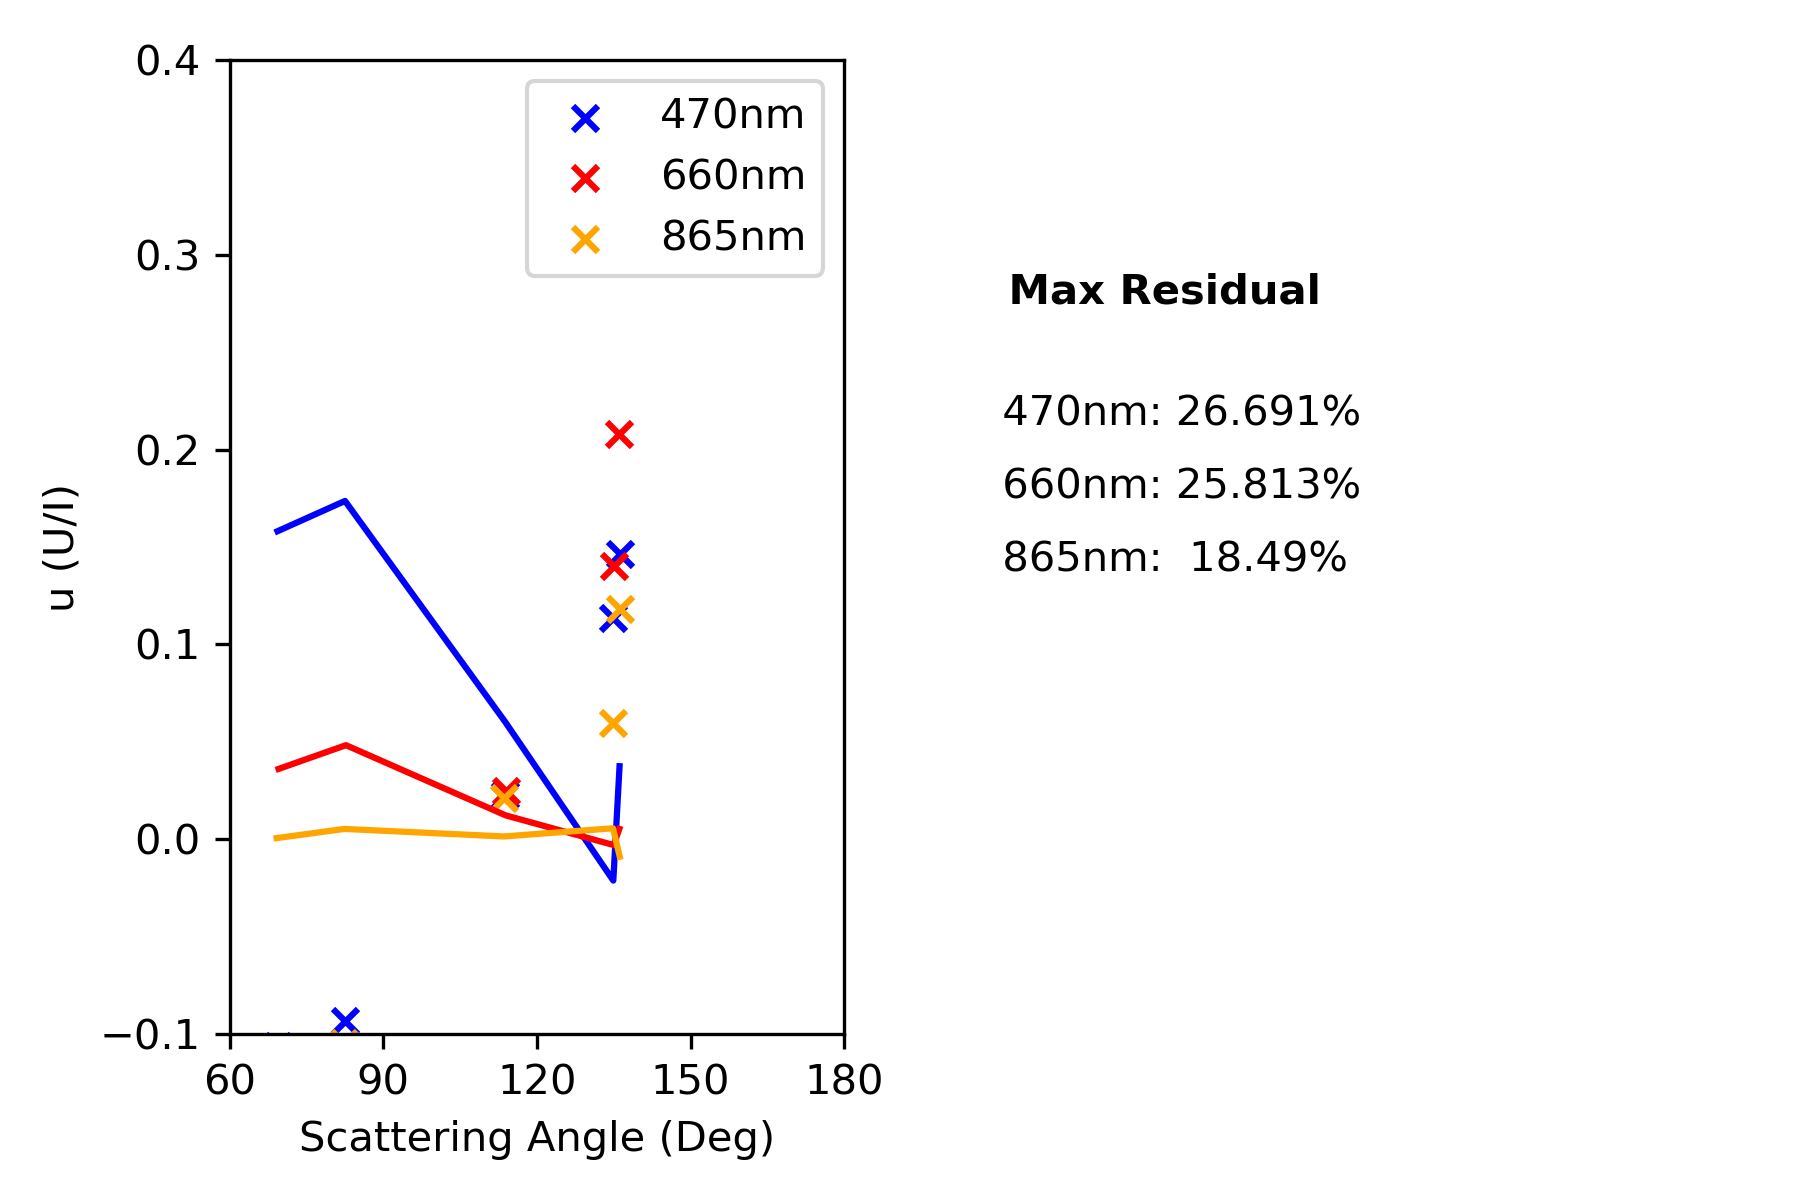 0.4
0.3
0.2
0.1
0.0
−0.1
u (U/I)
60 90 120 150 180
Scattering Angle (Deg)
470nm
660nm
865nm
Max Residual
470nm: 26.691%
660nm: 25.813%
865nm: 18.49%